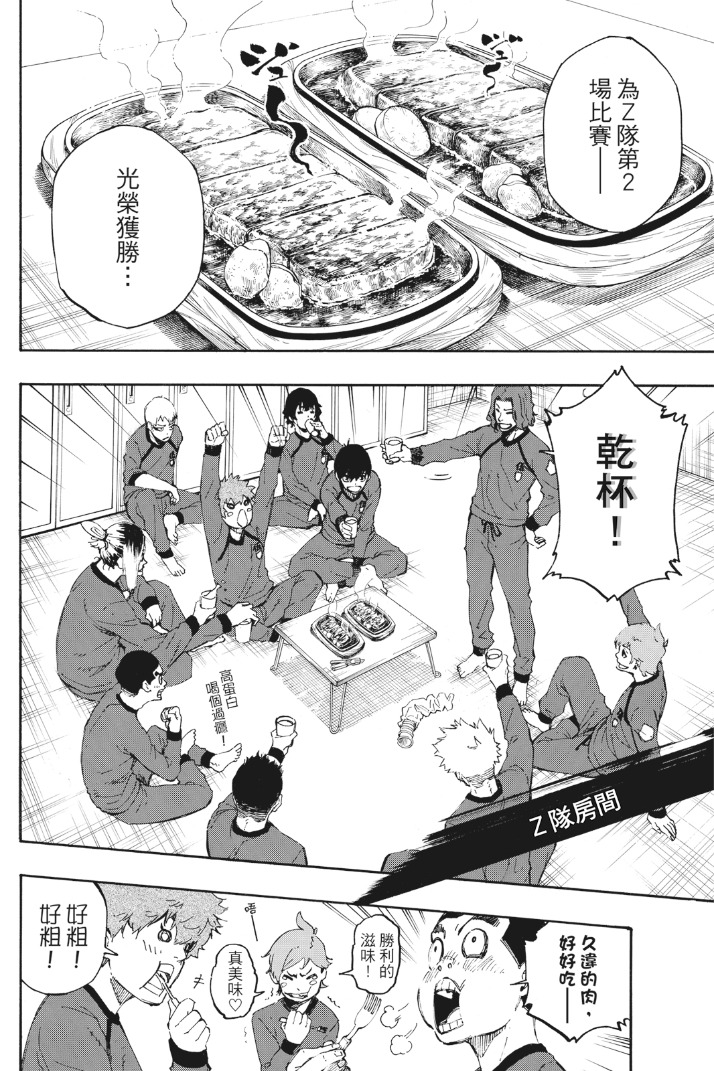 為Z隊第2
場比賽——
ジュ
ジュー
光榮獲勝…
乾杯！
高蛋白
喝個過癮！
Z隊房間
久違的肉，
好好吃——
勝利的
滋味！
唔——
真美味♡
好粗！
好粗！